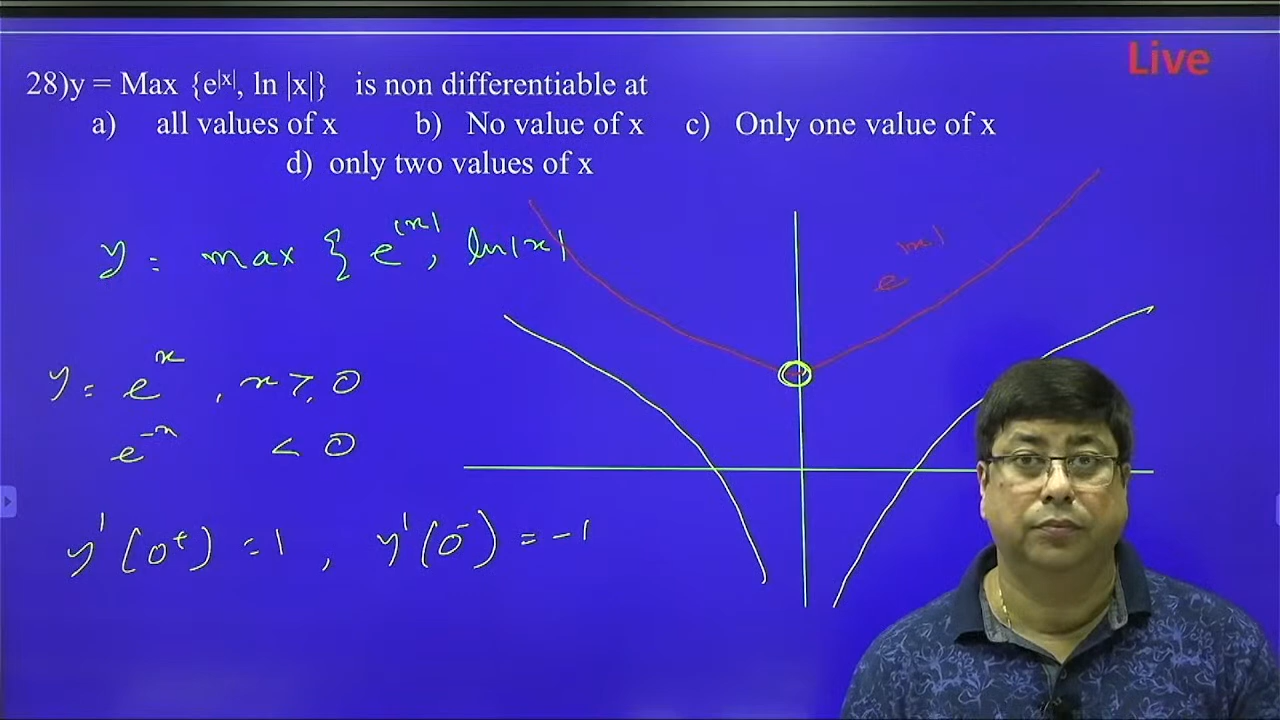 Live
28)y = Max {e^|x|, ln |x|} is non differentiable at
a) all values of x b) No value of x c) Only one value of x
d) only two values of x
y = max { e^|x|, ln|x|
e^|x|
y = e^x , x ≥ 0
e^-x < 0
y'(0+) = 1 , y'(0-) = -1